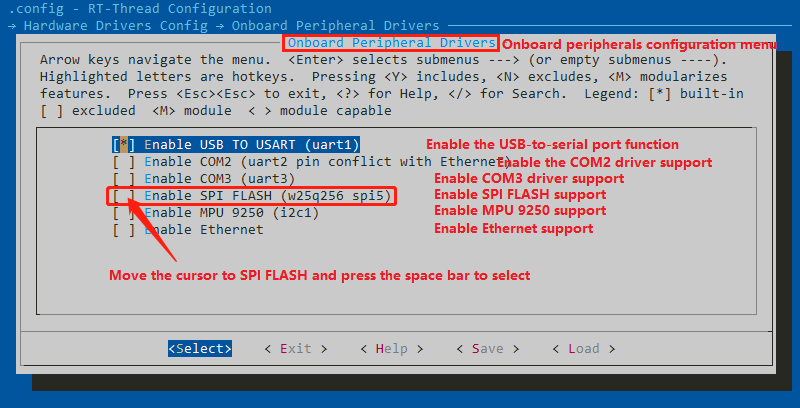 .config - RT-Thread Configuration
→ Hardware Drivers Config → Onboard Peripheral Drivers
Onboard Peripheral Drivers Onboard peripherals configuration menu
Arrow keys navigate the menu. <Enter> selects submenus ---> (or empty submenus ----).
Highlighted letters are hotkeys. Pressing <Y> includes, <N> excludes, <M> modularizes
features. Press <Esc><Esc> to exit, <?> for Help, </> for Search. Legend: [*] built-in
[ ] excluded <M> module < > module capable
[*] Enable USB TO USART (uart1) Enable the USB-to-serial port function
[ ] Enable COM2 (uart2 pin conflict with Ethernet) Enable the COM2 driver support
[ ] Enable COM3 (uart3) Enable COM3 driver support
[ ] Enable SPI FLASH (w25q256 spi5) Enable SPI FLASH support
[ ] Enable MPU 9250 (i2c1) Enable MPU 9250 support
[ ] Enable Ethernet Enable Ethernet support
Move the cursor to SPI FLASH and press the space bar to select
<Select> < Exit > < Help > < Save > < Load >